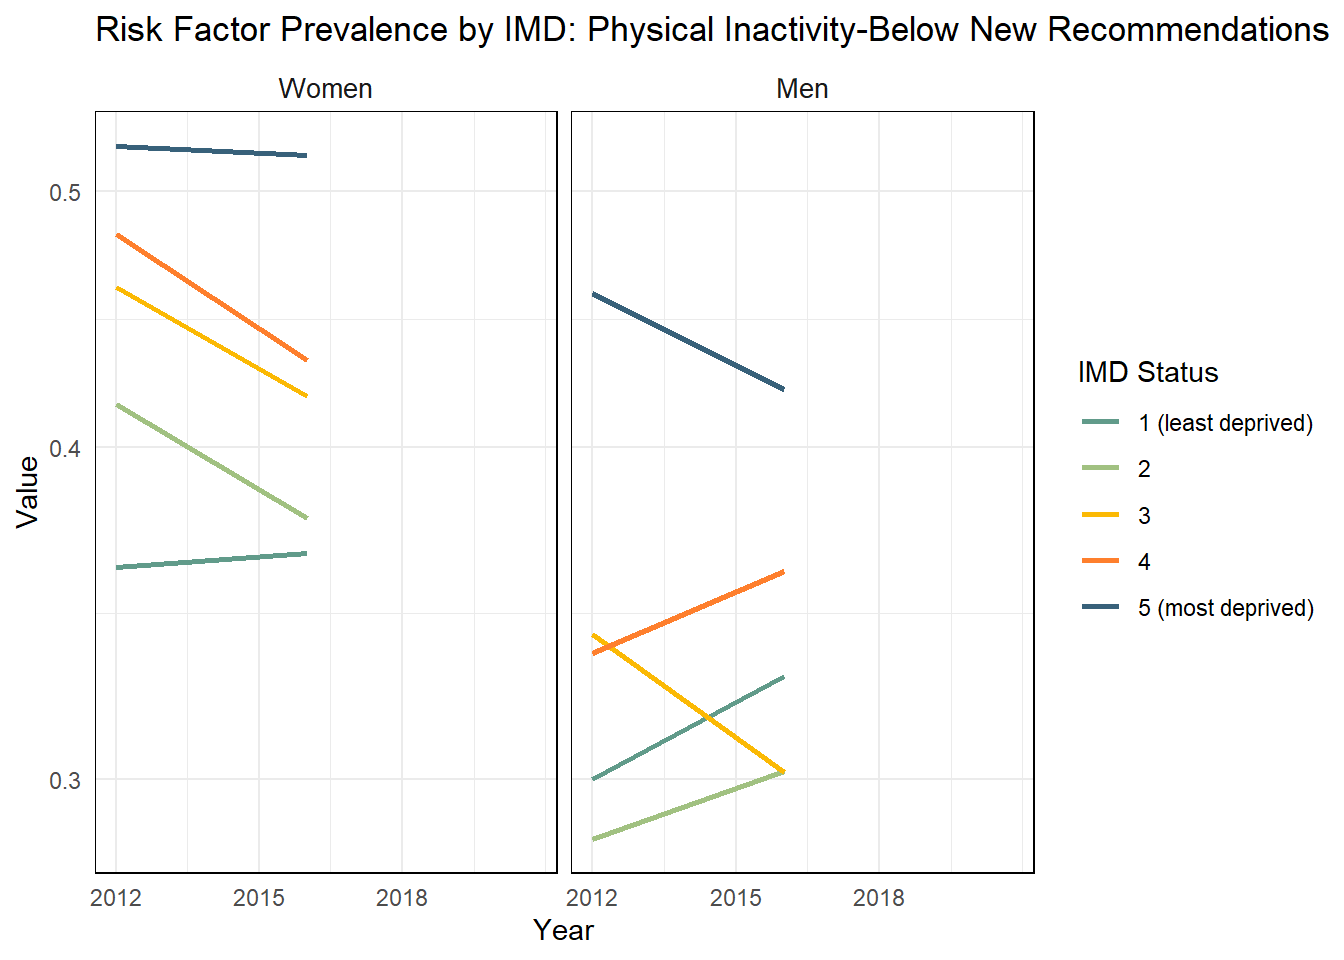 Risk Factor Prevalence by IMD: Physical Inactivity-Below New Recommendations
Women
Men
0.5
0.4
0.3
Value
2012
2015
2018
2012
2015
2018
Year
IMD Status
1 (least deprived)
2
3
4
5 (most deprived)